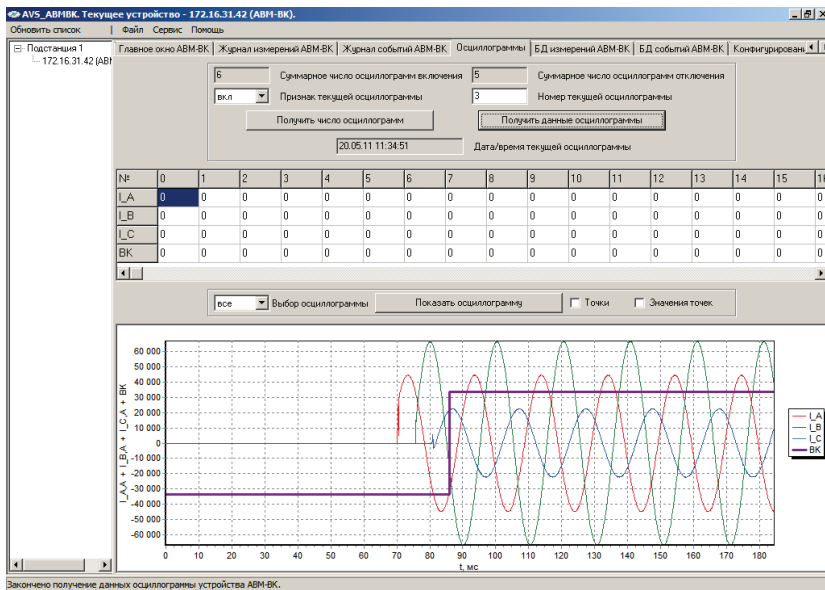 AVS_ABMBK. Текущее устройство - 172.16.31.42 (ABM-BK).
Обновить список Файл Сервис Помощь
Подстанция 1
172.16.31.42 (ABM
Главное окно АВМ-ВК Журнал измерений АВМ-ВК Журнал событий АВМ-ВК Осциллограммы БД измерений АВМ-ВК БД событий АВМ-ВК Конфигурирован
6 Суммарное число осциллограмм включения 5 Суммарное число осциллограмм отключения
вкл Признак текущей осциллограммы 3 Номер текущей осциллограммы
Получить число осциллограмм Получить данные осциллограммы
20.05.11 11:34:51 Дата/время текущей осциллограммы
№ 0 1 2 3 4 5 6 7 8 9 10 11 12 13 14 15 16
I_A 0 0 0 0 0 0 0 0 0 0 0 0 0 0 0 0 0
I_B 0 0 0 0 0 0 0 0 0 0 0 0 0 0 0 0 0
I_C 0 0 0 0 0 0 0 0 0 0 0 0 0 0 0 0 0
ВК 0 0 0 0 0 0 0 0 0 0 0 0 0 0 0 0 0
все Выбор осциллограммы Показать осциллограмму Точки Значения точек
I_A,A + I_B,A + I_C,A + ВК
60 000
50 000
40 000
30 000
20 000
10 000
0
-10 000
-20 000
-30 000
-40 000
-50 000
-60 000
0 10 20 30 40 50 60 70 80 90 100 110 120 130 140 150 160 170 180
t, мс
I_A
I_B
I_C
ВК
Закончено получение данных осциллограммы устройства АВМ-ВК.